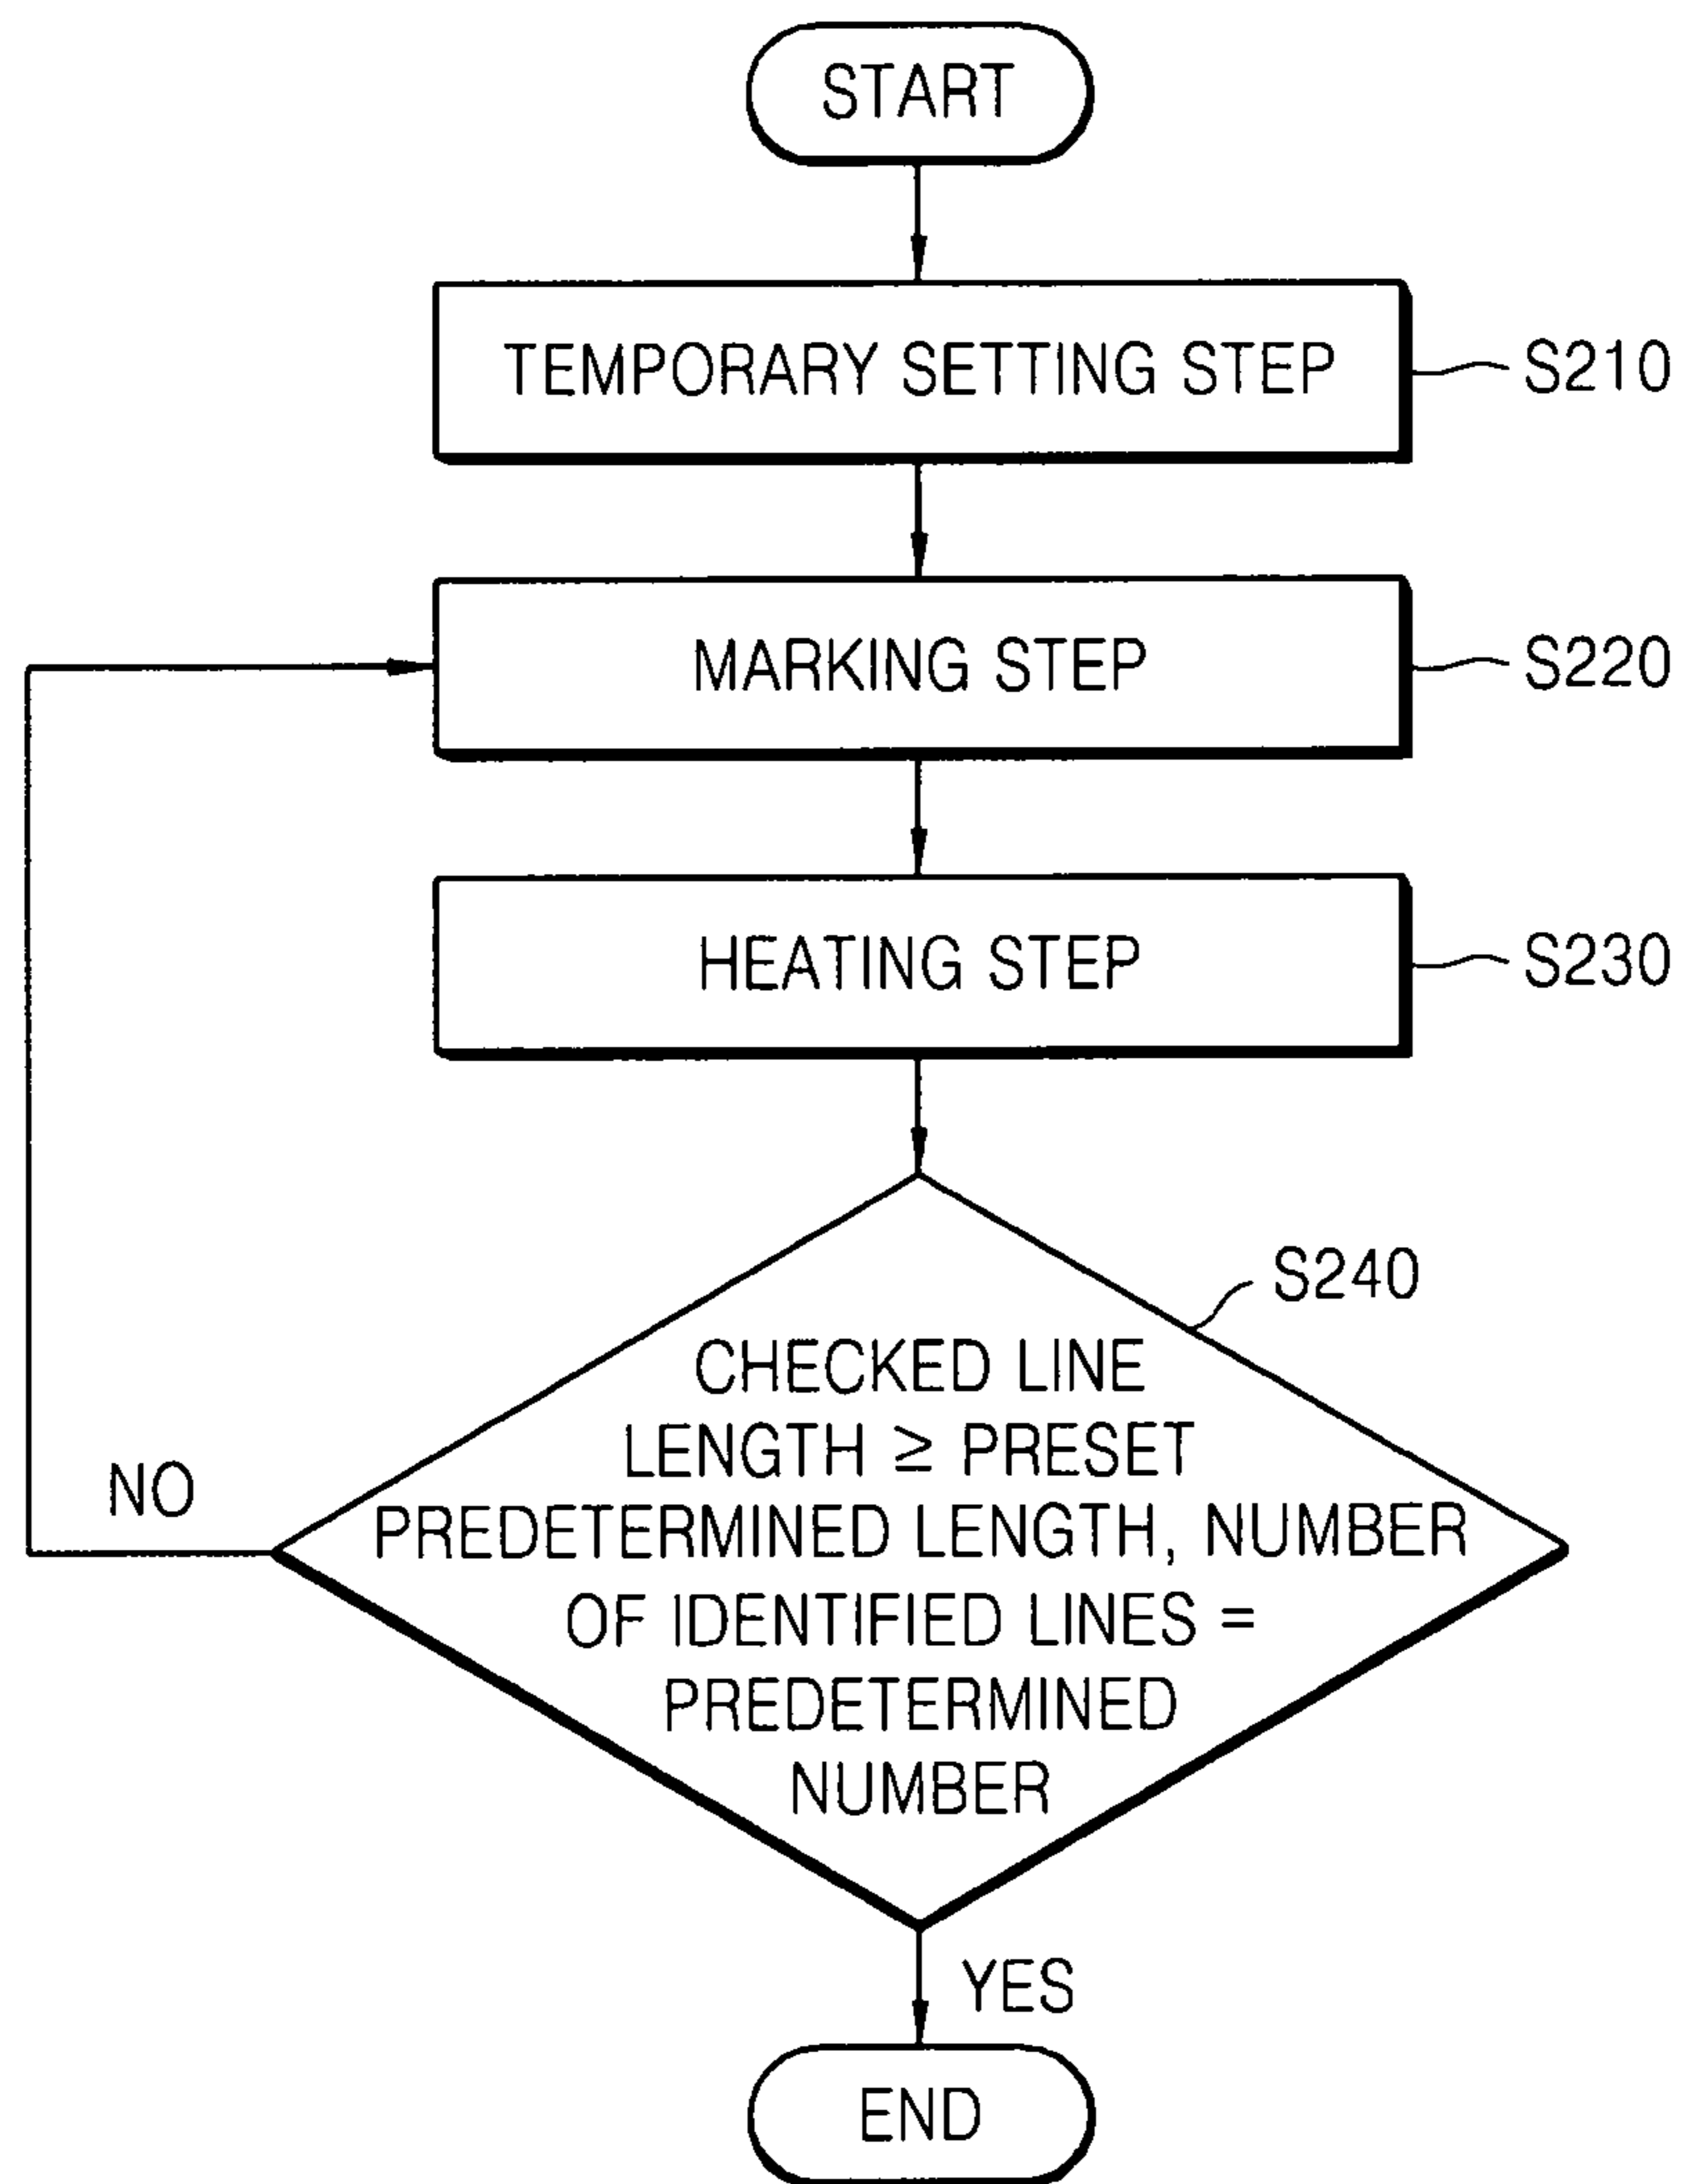 START
TEMPORARY SETTING STEP
S210
MARKING STEP
S220
HEATING STEP
S230
S240
CHECKED LINE
LENGTH ≥ PRESET
PREDETERMINED LENGTH, NUMBER
OF IDENTIFIED LINES =
PREDETERMINED
NUMBER
NO
YES
END